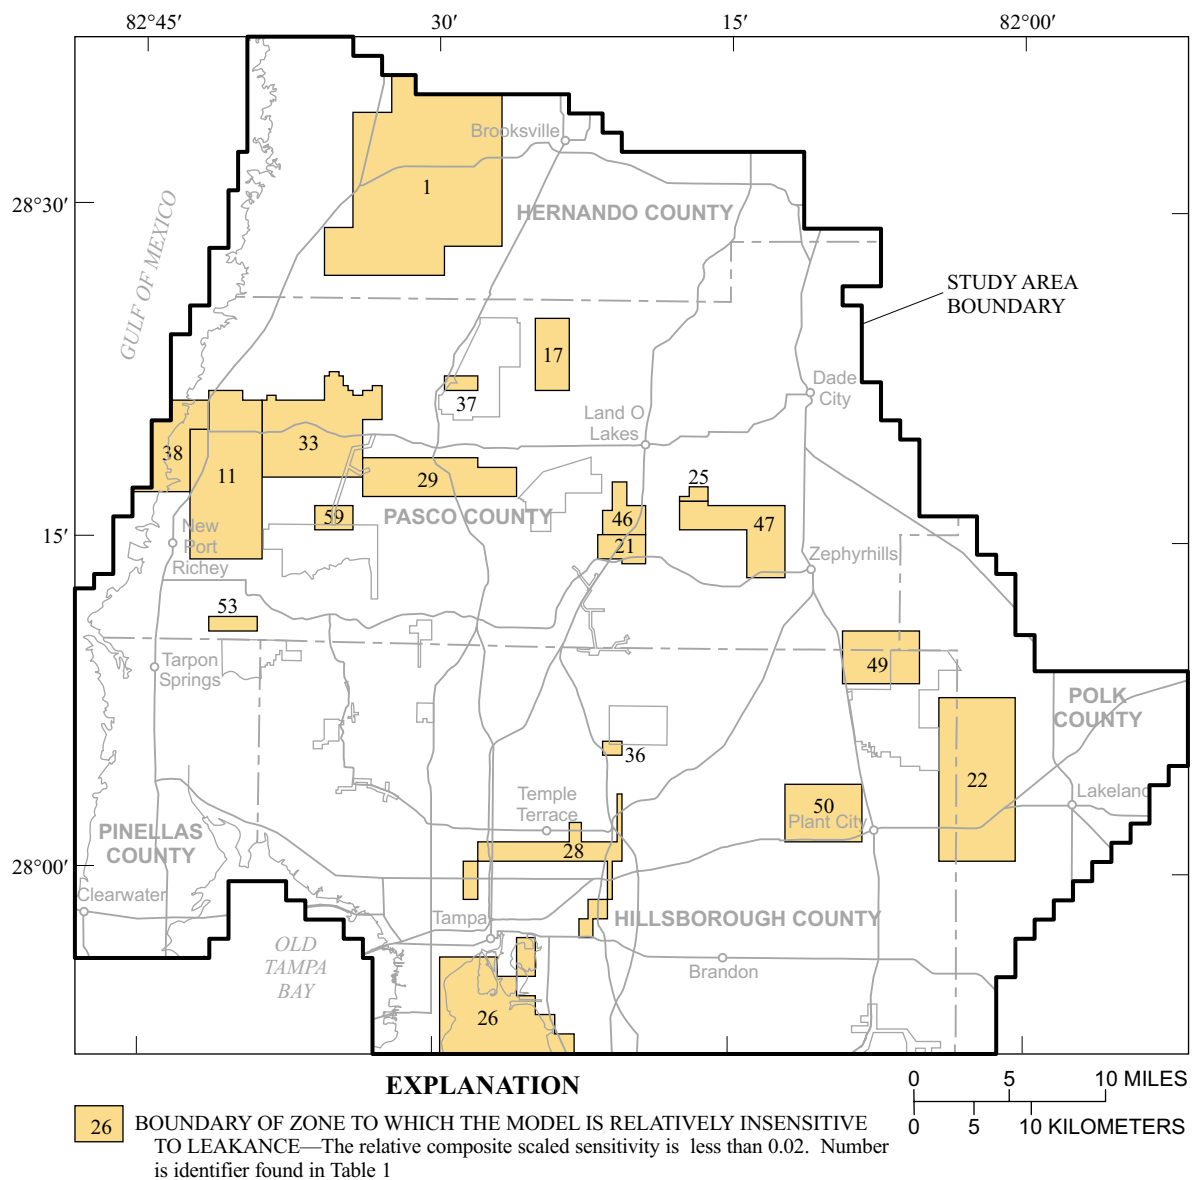 82°45′ 30′ 15′ 82°00′
Brooksville
1
28°30′
HERNANDO COUNTY
GULF OF MEXICO
STUDY AREA
BOUNDARY
17
37
Dade
City
Land O
Lakes
38
11
33
29
25
59
PASCO COUNTY
46
47
21
15′
New
Port
Richey
Zephyrhills
53
Tarpon
Springs
49
POLK
COUNTY
36
22
Temple
Terrace
50
Lakeland
Plant City
PINELLAS
COUNTY
28
28°00′
Clearwater
Tampa
HILLSBOROUGH COUNTY
OLD
TAMPA
BAY
Brandon
26
EXPLANATION
0 5 10 MILES
0 5 10 KILOMETERS
26 BOUNDARY OF ZONE TO WHICH THE MODEL IS RELATIVELY INSENSITIVE
TO LEAKANCE—The relative composite scaled sensitivity is less than 0.02. Number
is identifier found in Table 1